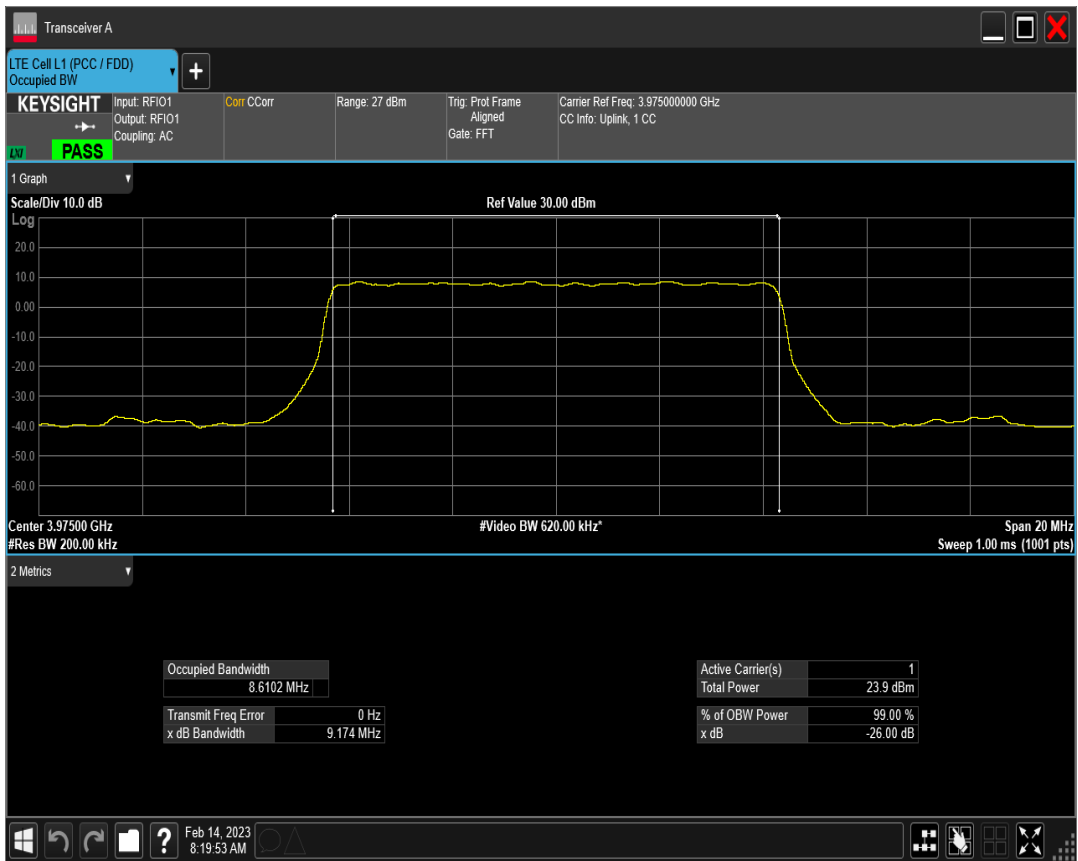 Transceiver A
LTE Cell L1 (PCC / FDD)
Occupied BW
+
KEYSIGHT
LXI
PASS
Input: RFIO1
Output: RFIO1
Coupling: AC
Corr CCorr
Range: 27 dBm
Trig: Prot Frame
Aligned
Gate: FFT
Carrier Ref Freq: 3.975000000 GHz
CC Info: Uplink, 1 CC
1 Graph
Scale/Div 10.0 dB
Ref Value 30.00 dBm
Log
20.0
10.0
0.00
-10.0
-20.0
-30.0
-40.0
-50.0
-60.0
Center 3.97500 GHz
#Video BW 620.00 kHz*
Span 20 MHz
#Res BW 200.00 kHz
Sweep 1.00 ms (1001 pts)
2 Metrics
Occupied Bandwidth
8.6102 MHz
Transmit Freq Error 0 Hz
x dB Bandwidth 9.174 MHz
Active Carrier(s) 1
Total Power 23.9 dBm
% of OBW Power 99.00 %
x dB -26.00 dB
?
Feb 14, 2023
8:19:53 AM